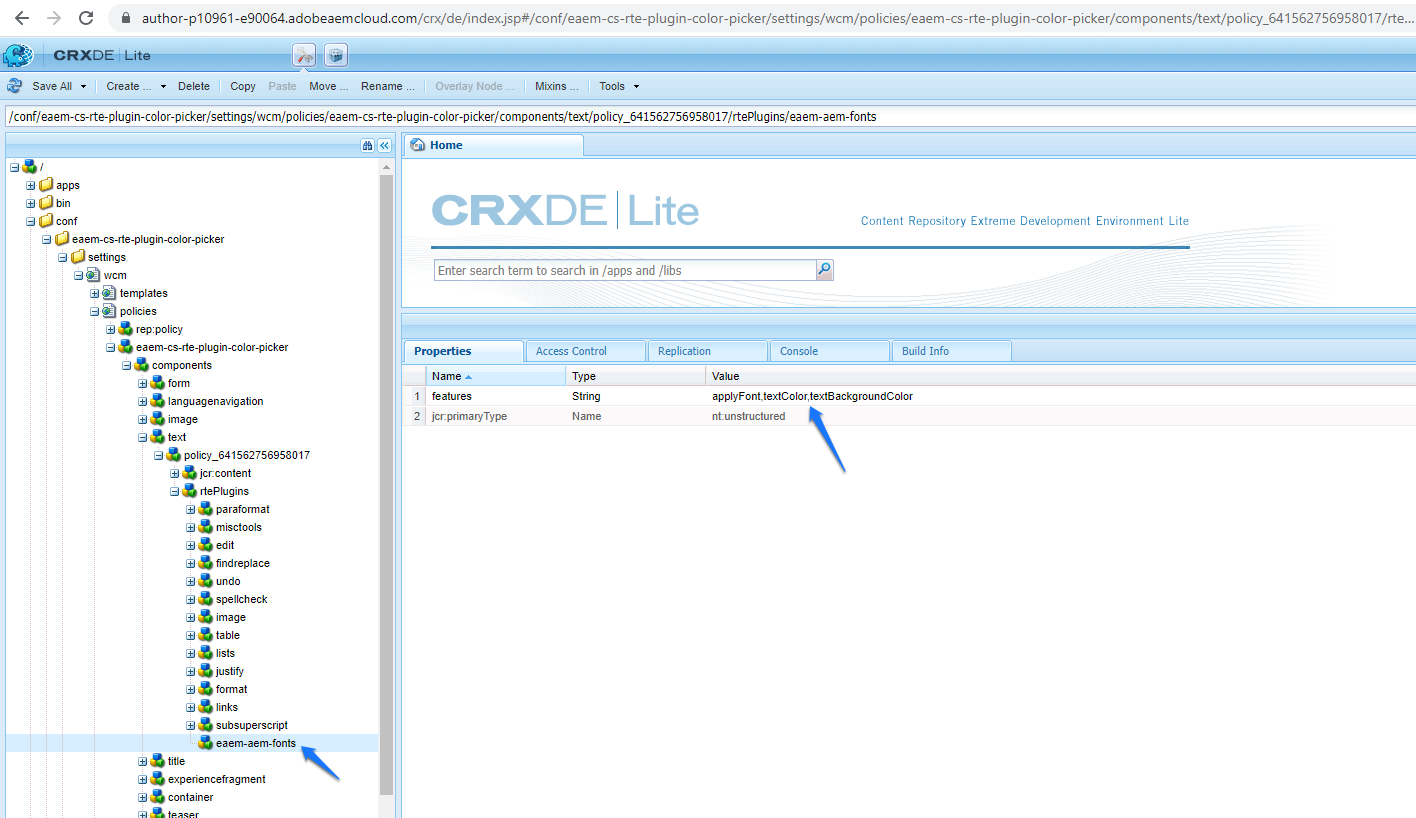 author-p10961-e90064.adobeaemcloud.com/crx/de/index.jsp#/conf/eaem-cs-rte-plugin-color-picker/settings/wcm/policies/eaem-cs-rte-plugin-color-picker/components/text/policy_641562756958017/rte...
CRXDE | Lite
Save All Create ... Delete Copy Paste Move ... Rename ... Overlay Node ... Mixins ... Tools
/conf/eaem-cs-rte-plugin-color-picker/settings/wcm/policies/eaem-cs-rte-plugin-color-picker/components/text/policy_641562756958017/rtePlugins/eaem-aem-fonts
/
apps
bin
conf
eaem-cs-rte-plugin-color-picker
settings
wcm
templates
policies
rep:policy
eaem-cs-rte-plugin-color-picker
components
form
languagenavigation
image
text
policy_641562756958017
jcr:content
rtePlugins
paraformat
misctools
edit
findreplace
undo
spellcheck
image
table
lists
justify
format
links
subsuperscript
eaem-aem-fonts
title
experiencefragment
container
teaser
Home
CRXDE | Lite
Content Repository Extreme Development Environment Lite
Enter search term to search in /apps and /libs
Properties Access Control Replication Console Build Info
Name Type Value
1 features String applyFont,textColor,textBackgroundColor
2 jcr:primaryType Name nt:unstructured